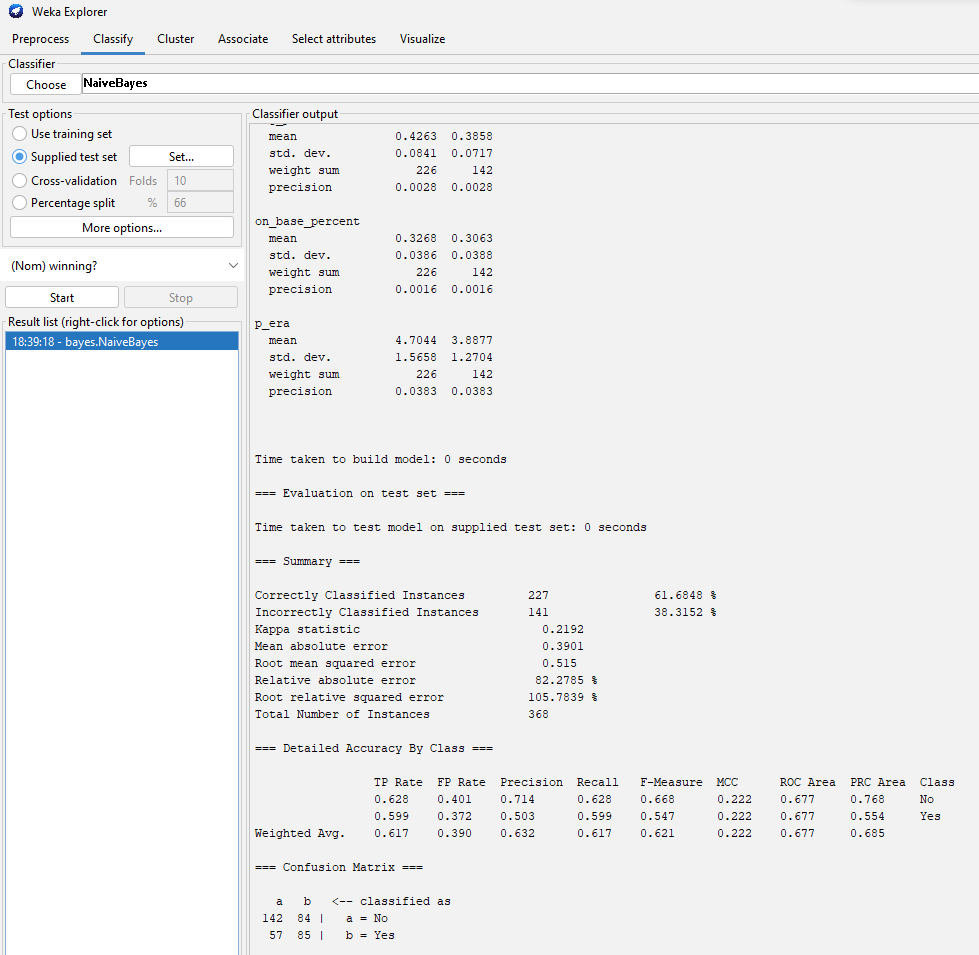 Weka Explorer
Preprocess Classify Cluster Associate Select attributes Visualize
Classifier
Choose NaiveBayes
Test options
Use training set
Supplied test set Set...
Cross-validation Folds 10
Percentage split % 66
More options...
(Nom) winning?
Start Stop
Result list (right-click for options)
18:39:18 - bayes.NaiveBayes
Classifier output
mean 0.4263 0.3858
std. dev. 0.0841 0.0717
weight sum 226 142
precision 0.0028 0.0028
on_base_percent
mean 0.3268 0.3063
std. dev. 0.0386 0.0388
weight sum 226 142
precision 0.0016 0.0016
p_era
mean 4.7044 3.8877
std. dev. 1.5658 1.2704
weight sum 226 142
precision 0.0383 0.0383
Time taken to build model: 0 seconds
=== Evaluation on test set ===
Time taken to test model on supplied test set: 0 seconds
=== Summary ===
Correctly Classified Instances 227 61.6848 %
Incorrectly Classified Instances 141 38.3152 %
Kappa statistic 0.2192
Mean absolute error 0.3901
Root mean squared error 0.515
Relative absolute error 82.2785 %
Root relative squared error 105.7839 %
Total Number of Instances 368
=== Detailed Accuracy By Class ===
TP Rate FP Rate Precision Recall F-Measure MCC ROC Area PRC Area Class
0.628 0.401 0.714 0.628 0.668 0.222 0.677 0.768 No
0.599 0.372 0.503 0.599 0.547 0.222 0.677 0.554 Yes
Weighted Avg. 0.617 0.390 0.632 0.617 0.621 0.222 0.677 0.685
=== Confusion Matrix ===
a b <-- classified as
142 84 | a = No
57 85 | b = Yes